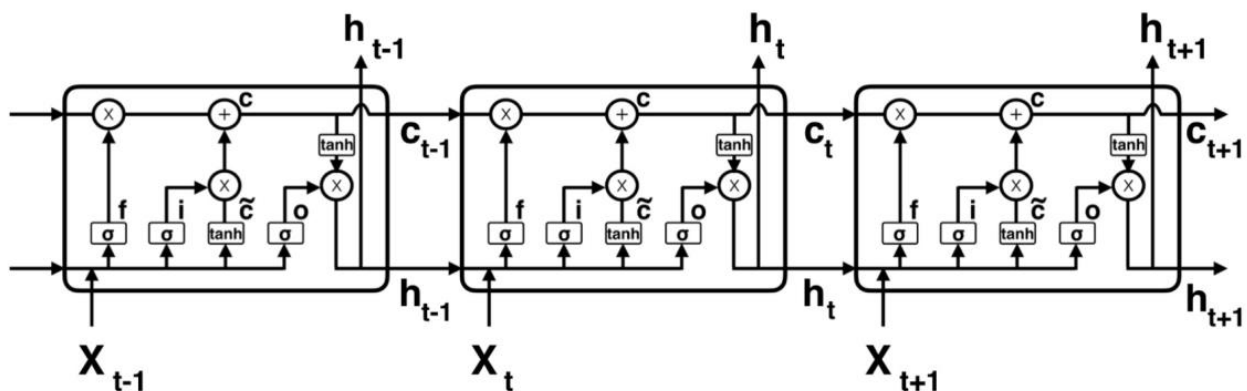 h t-1 h t h t+1
x c x c x c
+ + +
tanh tanh tanh
c t-1 c t c t+1
x x x x x x
f i c̃ o f i c̃ o f i c̃ o
σ σ tanh σ σ σ tanh σ σ σ tanh σ
h t-1 h t h t+1
X t-1 X t X t+1